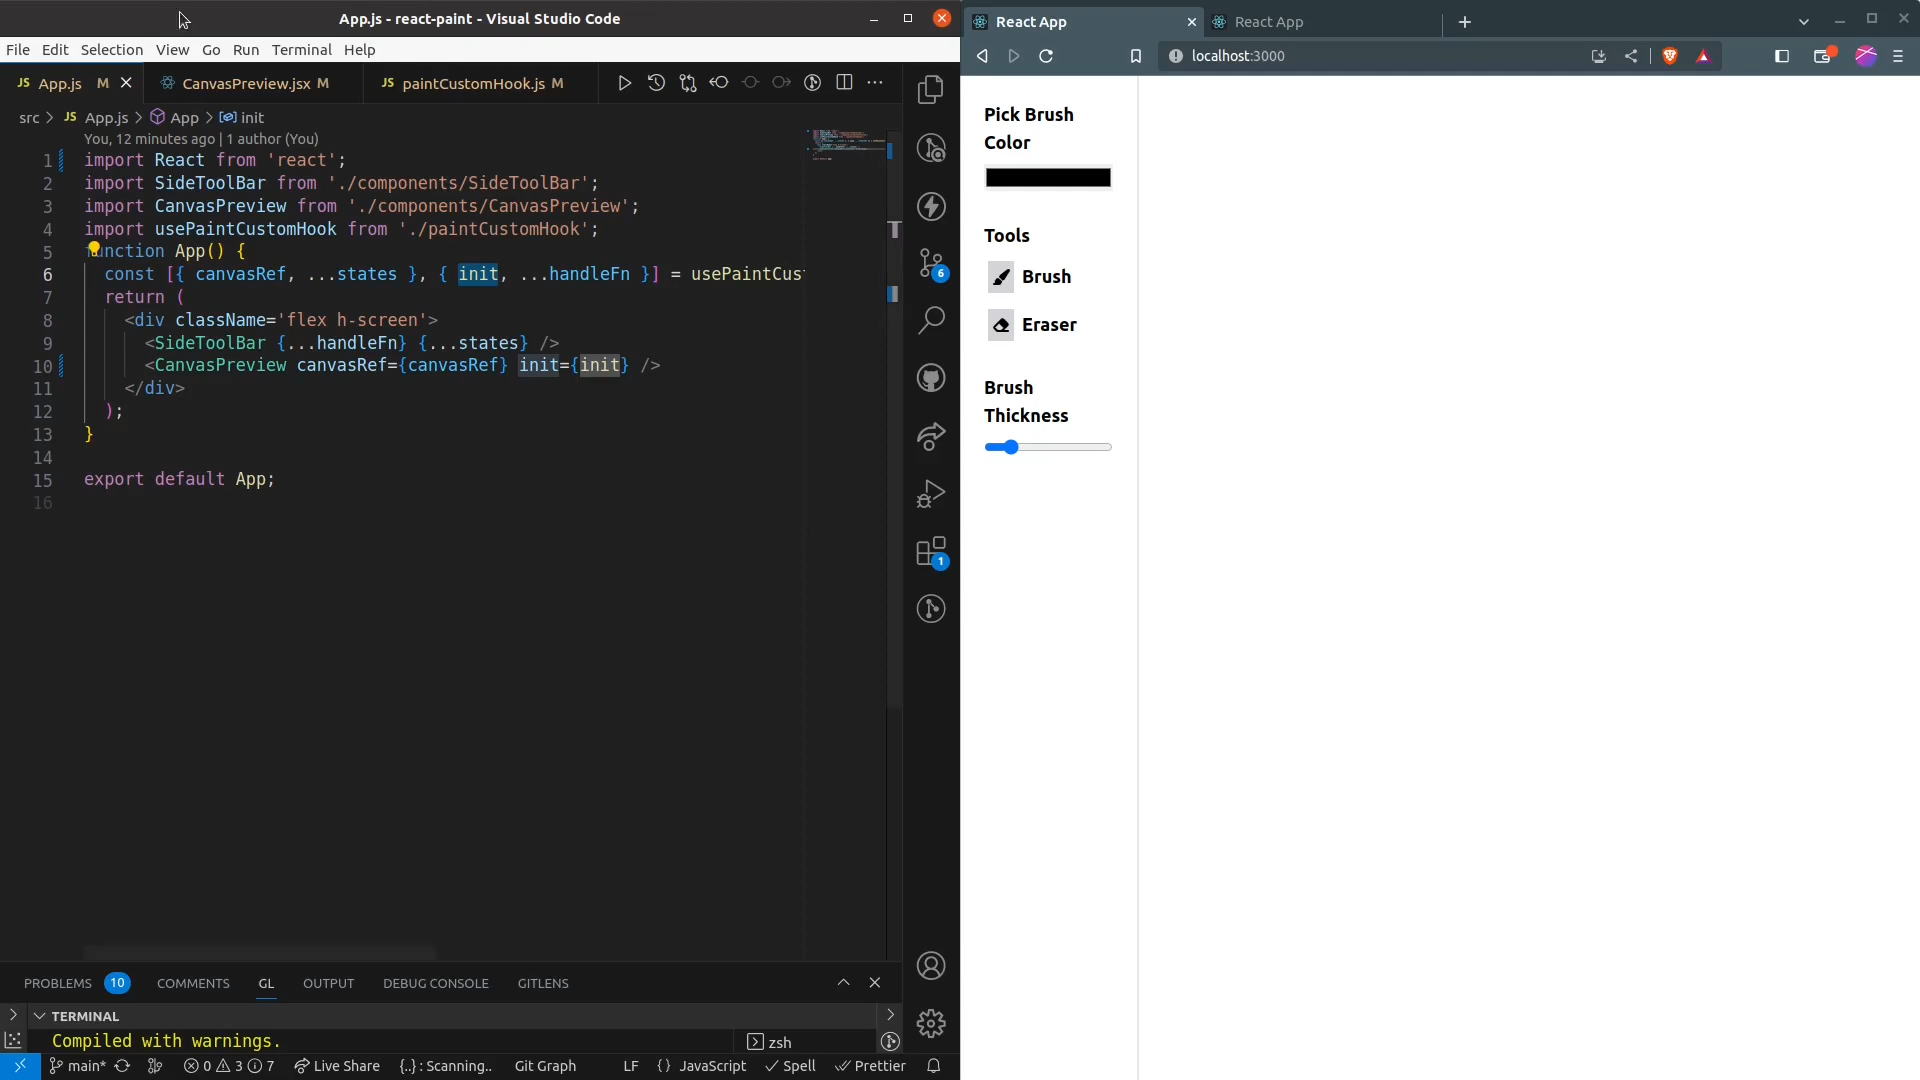 App.js - react-paint - Visual Studio Code
File Edit Selection View Go Run Terminal Help
JS App.js M
CanvasPreview.jsx M
JS paintCustomHook.js M
src > JS App.js > App > init
You, 12 minutes ago | 1 author (You)
1 import React from 'react';
2 import SideToolBar from './components/SideToolBar';
3 import CanvasPreview from './components/CanvasPreview';
4 import usePaintCustomHook from './paintCustomHook';
5 function App() {
6 const [{ canvasRef, ...states }, { init, ...handleFn }] = usePaintCus
7 return (
8 <div className='flex h-screen'>
9 <SideToolBar {...handleFn} {...states} />
10 <CanvasPreview canvasRef={canvasRef} init={init} />
11 </div>
12 );
13 }
14
15 export default App;
16
6
1
PROBLEMS 10 COMMENTS GL OUTPUT DEBUG CONSOLE GITLENS
TERMINAL
Compiled with warnings.
zsh
main* 0 3 7 Live Share {..} : Scanning.. Git Graph LF {} JavaScript Spell Prettier
React App
React App
localhost:3000
Pick Brush
Color
Tools
Brush
Eraser
Brush
Thickness